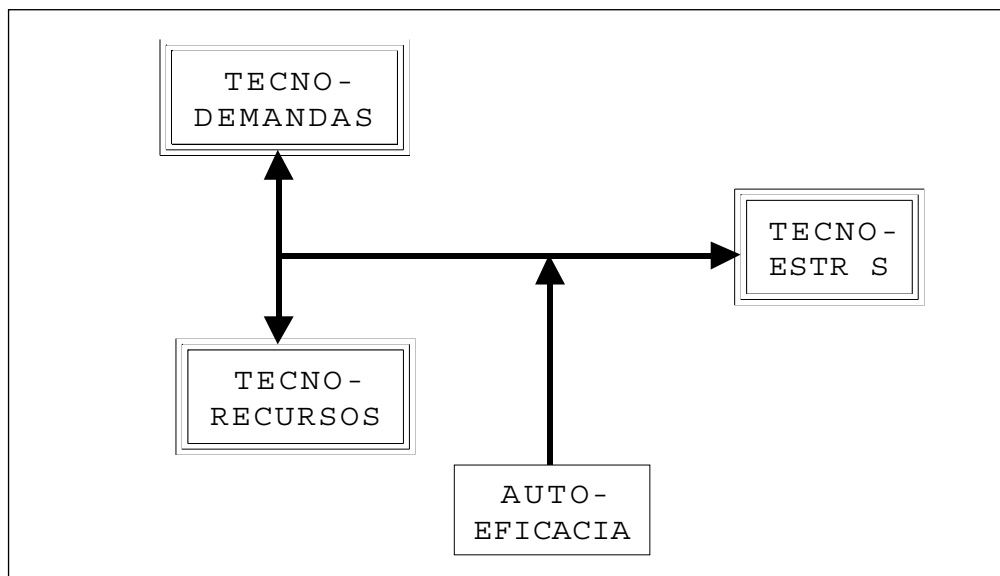 TECNO-
DEMANDAS
TECNO-
ESTR S
TECNO-
RECURSOS
AUTO-
EFICACIA